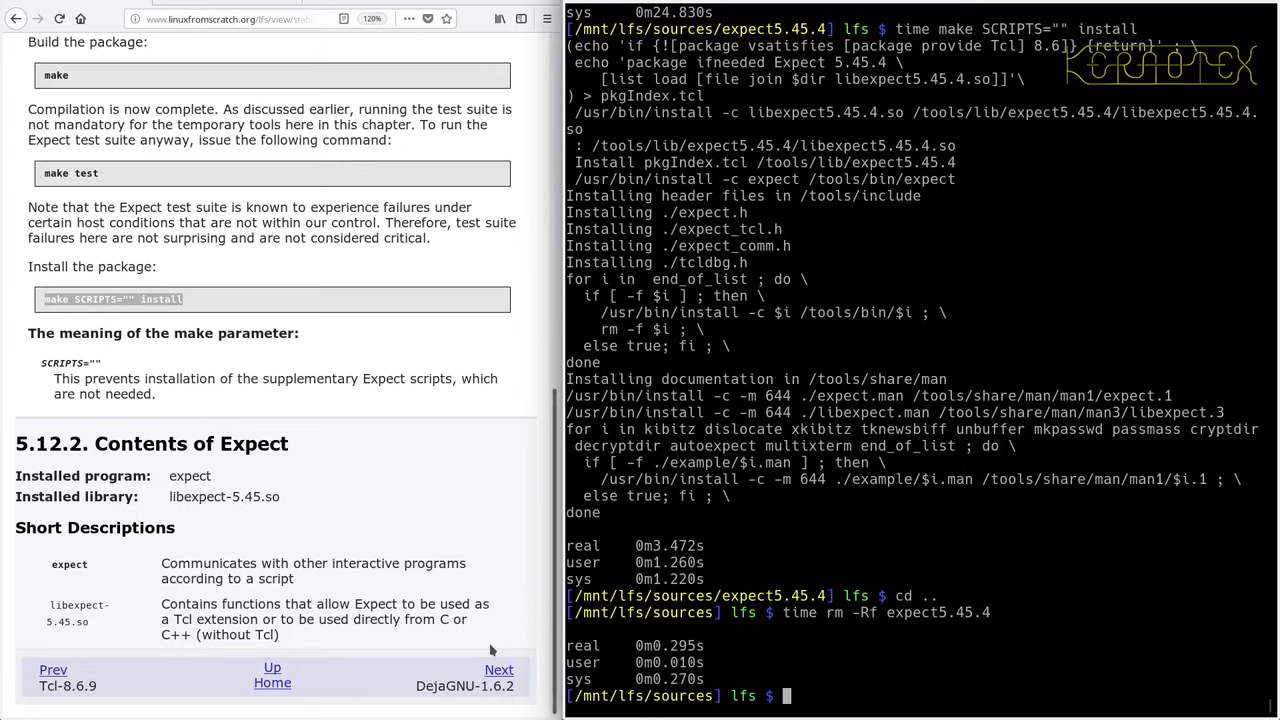 www.linuxfromscratch.org/lfs/view/stab
120%
Build the package:
make
Compilation is now complete. As discussed earlier, running the test suite is
not mandatory for the temporary tools here in this chapter. To run the
Expect test suite anyway, issue the following command:
make test
Note that the Expect test suite is known to experience failures under
certain host conditions that are not within our control. Therefore, test suite
failures here are not surprising and are not considered critical.
Install the package:
make SCRIPTS="" install
The meaning of the make parameter:
SCRIPTS=""
This prevents installation of the supplementary Expect scripts, which
are not needed.
5.12.2. Contents of Expect
Installed program: expect
Installed library: libexpect-5.45.so
Short Descriptions
expect Communicates with other interactive programs
according to a script
libexpect- Contains functions that allow Expect to be used as
5.45.so a Tcl extension or to be used directly from C or
C++ (without Tcl)
Prev Up Next
Tcl-8.6.9 Home DejaGNU-1.6.2
sys 0m24.830s
[/mnt/lfs/sources/expect5.45.4] lfs $ time make SCRIPTS="" install
(echo 'if {![package vsatisfies [package provide Tcl] 8.6]} {return}' ; \
echo 'package ifneeded Expect 5.45.4 \
[list load [file join $dir libexpect5.45.4.so]]'\
) > pkgIndex.tcl
/usr/bin/install -c libexpect5.45.4.so /tools/lib/expect5.45.4/libexpect5.45.4.
so
: /tools/lib/expect5.45.4/libexpect5.45.4.so
Install pkgIndex.tcl /tools/lib/expect5.45.4
/usr/bin/install -c expect /tools/bin/expect
Installing header files in /tools/include
Installing ./expect.h
Installing ./expect_tcl.h
Installing ./expect_comm.h
Installing ./tcldbg.h
for i in  end_of_list ; do \
if [ -f $i ] ; then \
/usr/bin/install -c $i /tools/bin/$i ; \
rm -f $i ; \
else true; fi ; \
done
Installing documentation in /tools/share/man
/usr/bin/install -c -m 644 ./expect.man /tools/share/man/man1/expect.1
/usr/bin/install -c -m 644 ./libexpect.man /tools/share/man/man3/libexpect.3
for i in kibitz dislocate xkibitz tknewsbiff unbuffer mkpasswd passmass cryptdir
decryptdir autoexpect multixterm end_of_list ; do \
if [ -f ./example/$i.man ] ; then \
/usr/bin/install -c -m 644 ./example/$i.man /tools/share/man/man1/$i.1 ; \
else true; fi ; \
done
real 0m3.472s
user 0m1.260s
sys 0m1.220s
[/mnt/lfs/sources/expect5.45.4] lfs $ cd ..
[/mnt/lfs/sources] lfs $ time rm -Rf expect5.45.4
real 0m0.295s
user 0m0.010s
sys 0m0.270s
[/mnt/lfs/sources] lfs $